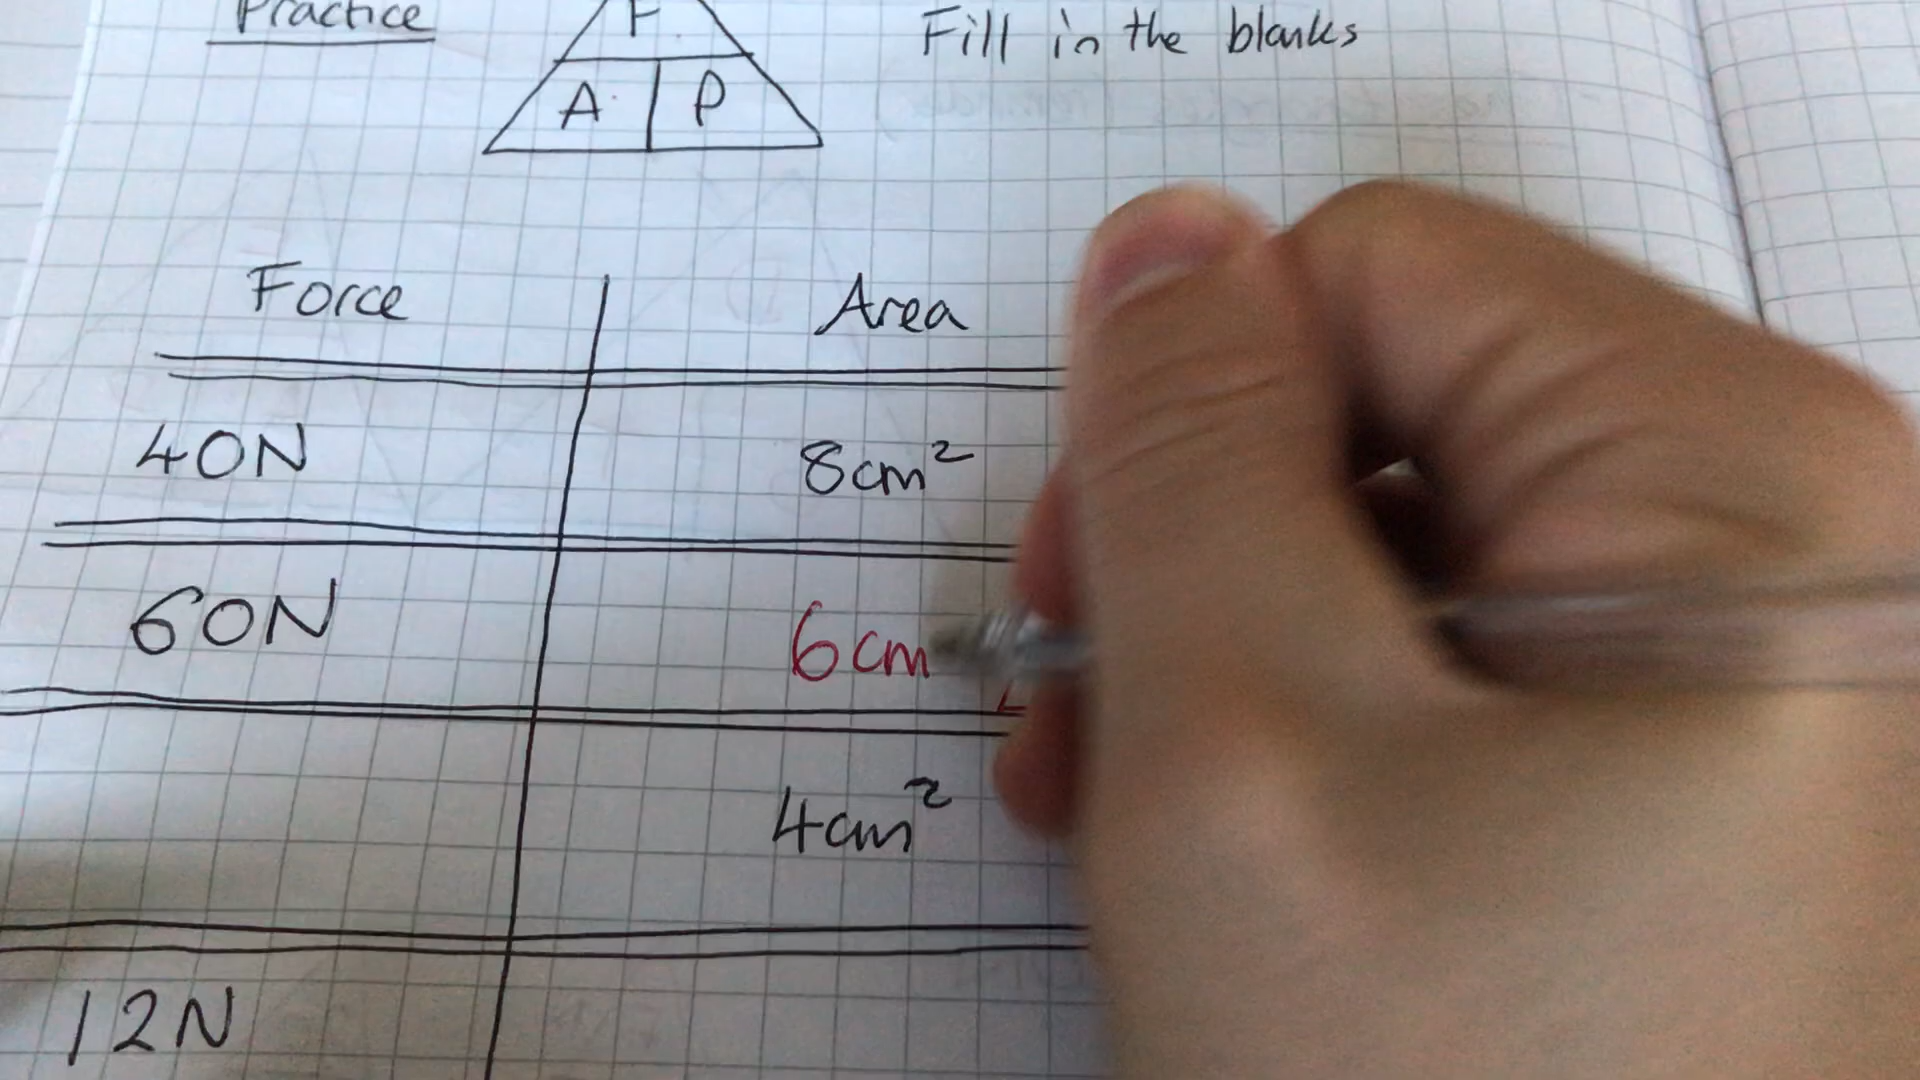 Practice
F
Fill in the blanks
A P
Force Area
40N 8cm²
60N 6cm
4cm²
12N